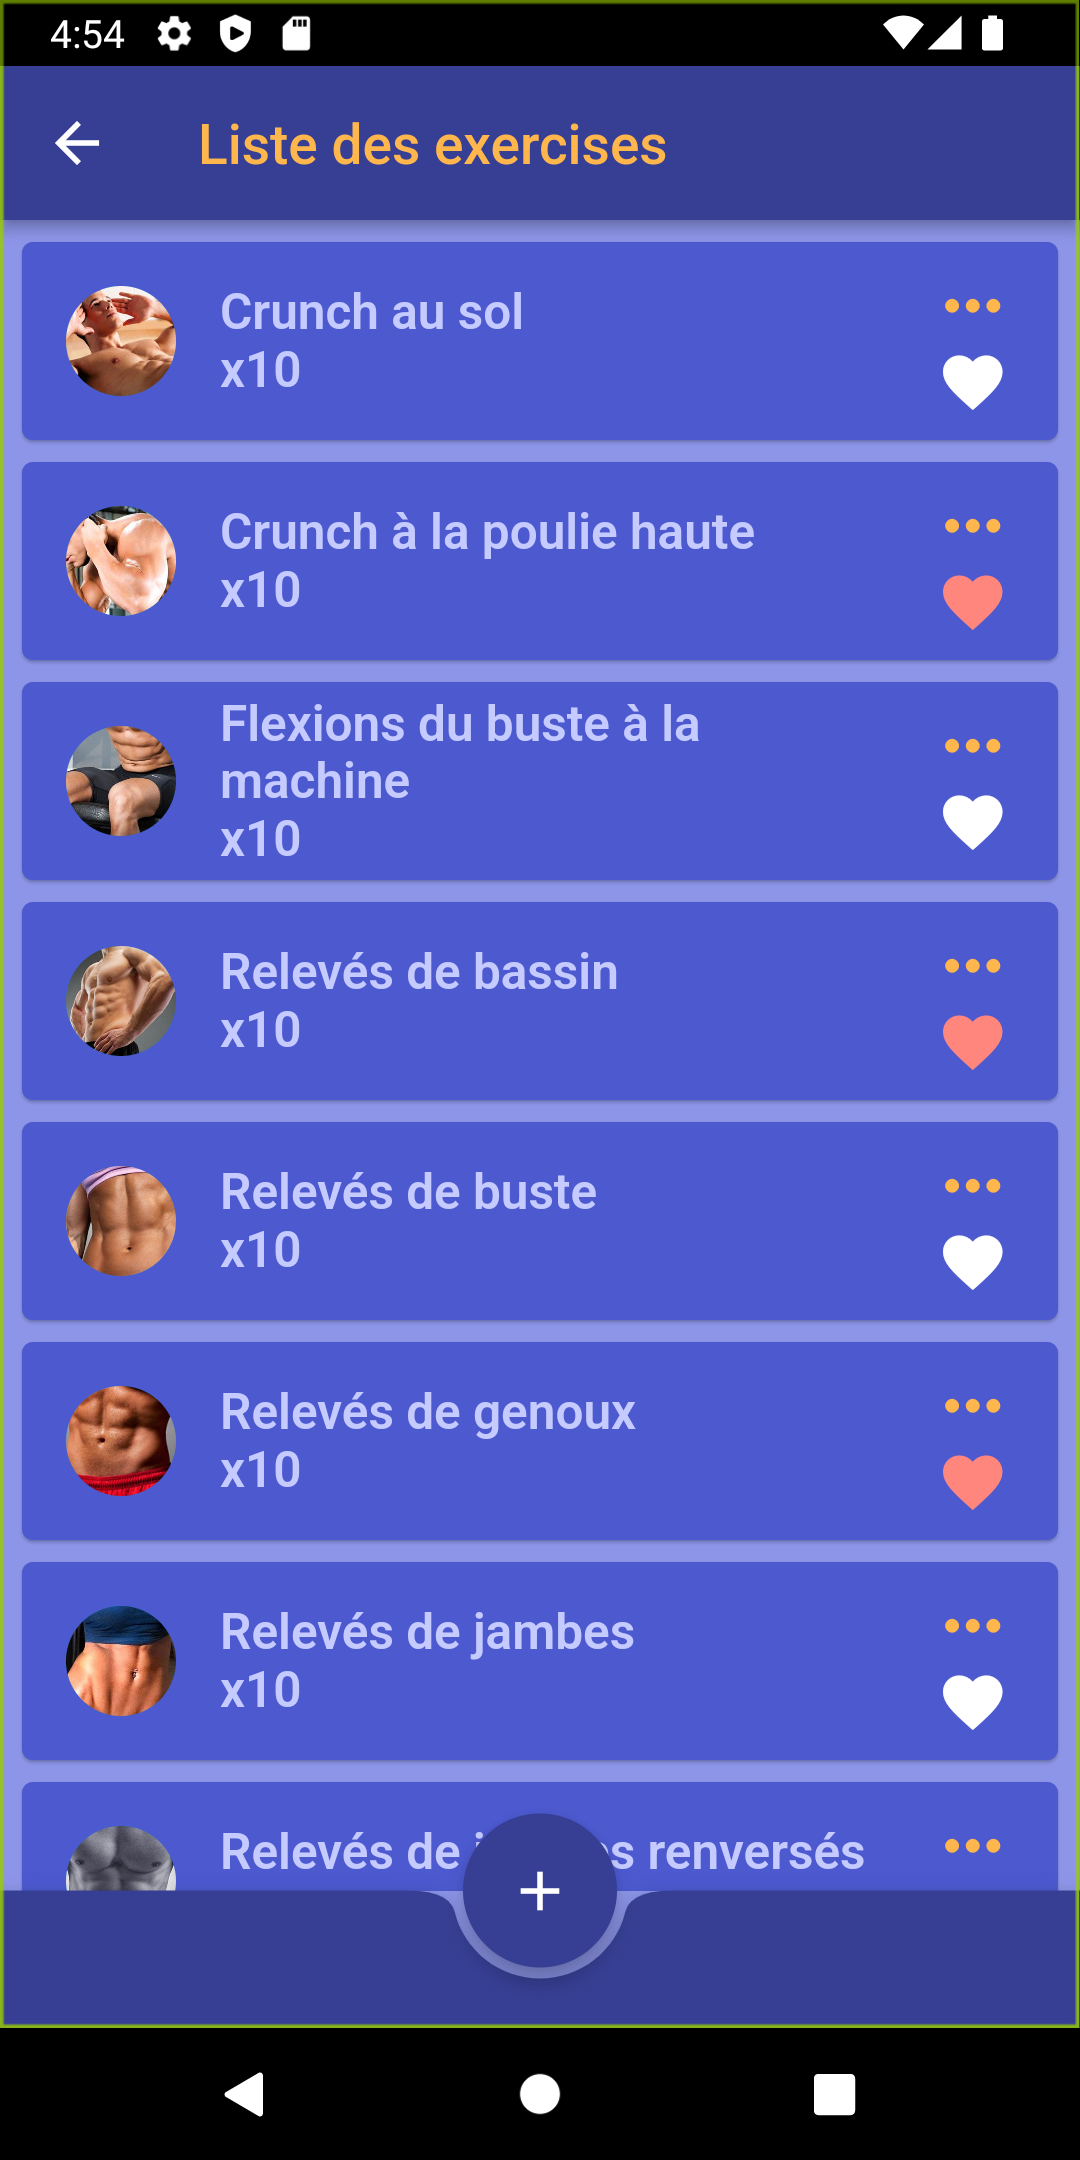 4:54
Liste des exercises
Crunch au sol
x10
Crunch à la poulie haute
x10
Flexions du buste à la
machine
x10
Relevés de bassin
x10
Relevés de buste
x10
Relevés de genoux
x10
Relevés de jambes
x10
Relevés de renversés